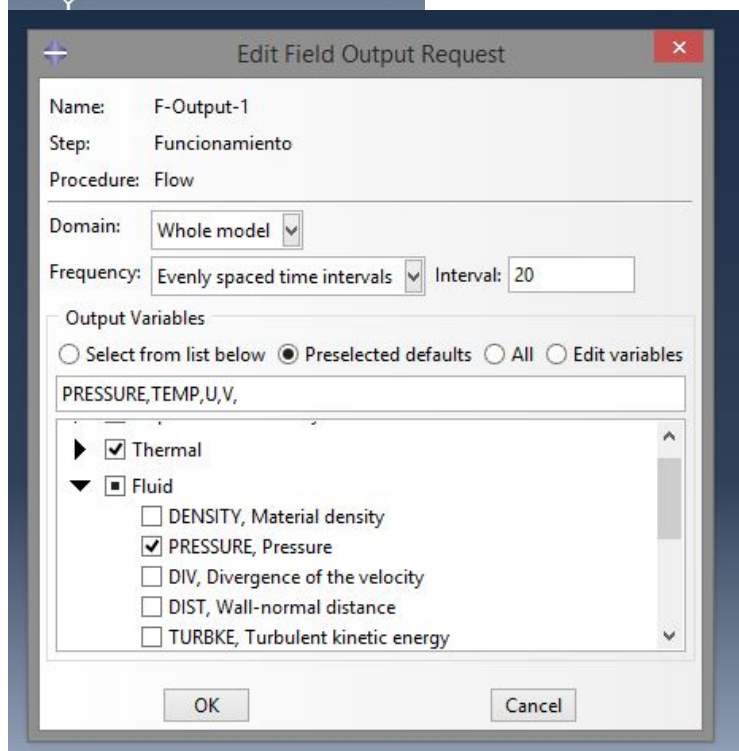 Edit Field Output Request
Name: F-Output-1
Step: Funcionamiento
Procedure: Flow
Domain: Whole model
Frequency: Evenly spaced time intervals Interval: 20
Output Variables
Select from list below Preselected defaults All Edit variables
PRESSURE,TEMP,U,V,
Thermal
Fluid
DENSITY, Material density
PRESSURE, Pressure
DIV, Divergence of the velocity
DIST, Wall-normal distance
TURBKE, Turbulent kinetic energy
OK Cancel